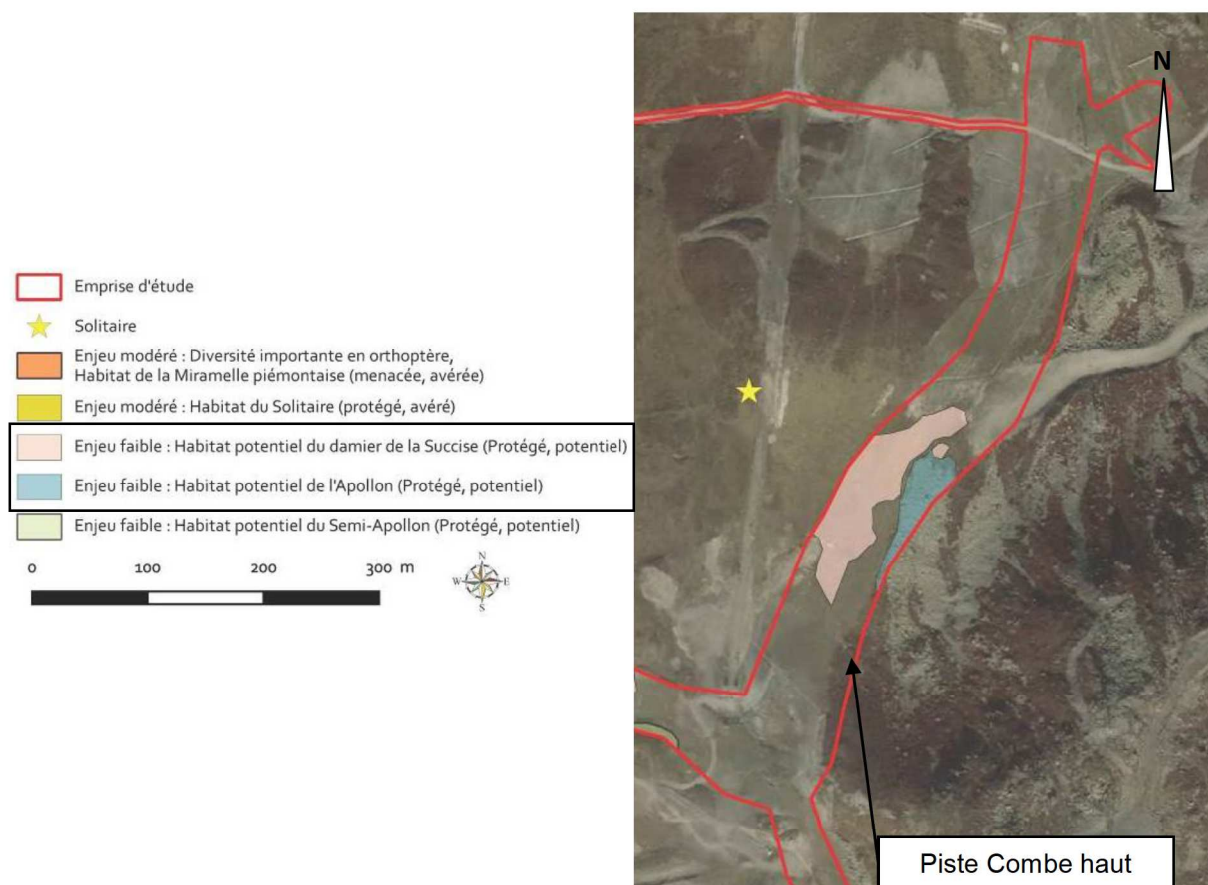 Emprise d'étude
Solitaire
Enjeu modéré : Diversité importante en orthoptère,
Habitat de la Miramelle piémontaise (menacée, avérée)
Enjeu modéré : Habitat du Solitaire (protégé, avéré)
Enjeu faible : Habitat potentiel du damier de la Succise (Protégé, potentiel)
Enjeu faible : Habitat potentiel de l'Apollon (Protégé, potentiel)
Enjeu faible : Habitat potentiel du Semi-Apollon (Protégé, potentiel)
0 100 200 300 m
N
W E
S
N
Piste Combe haut